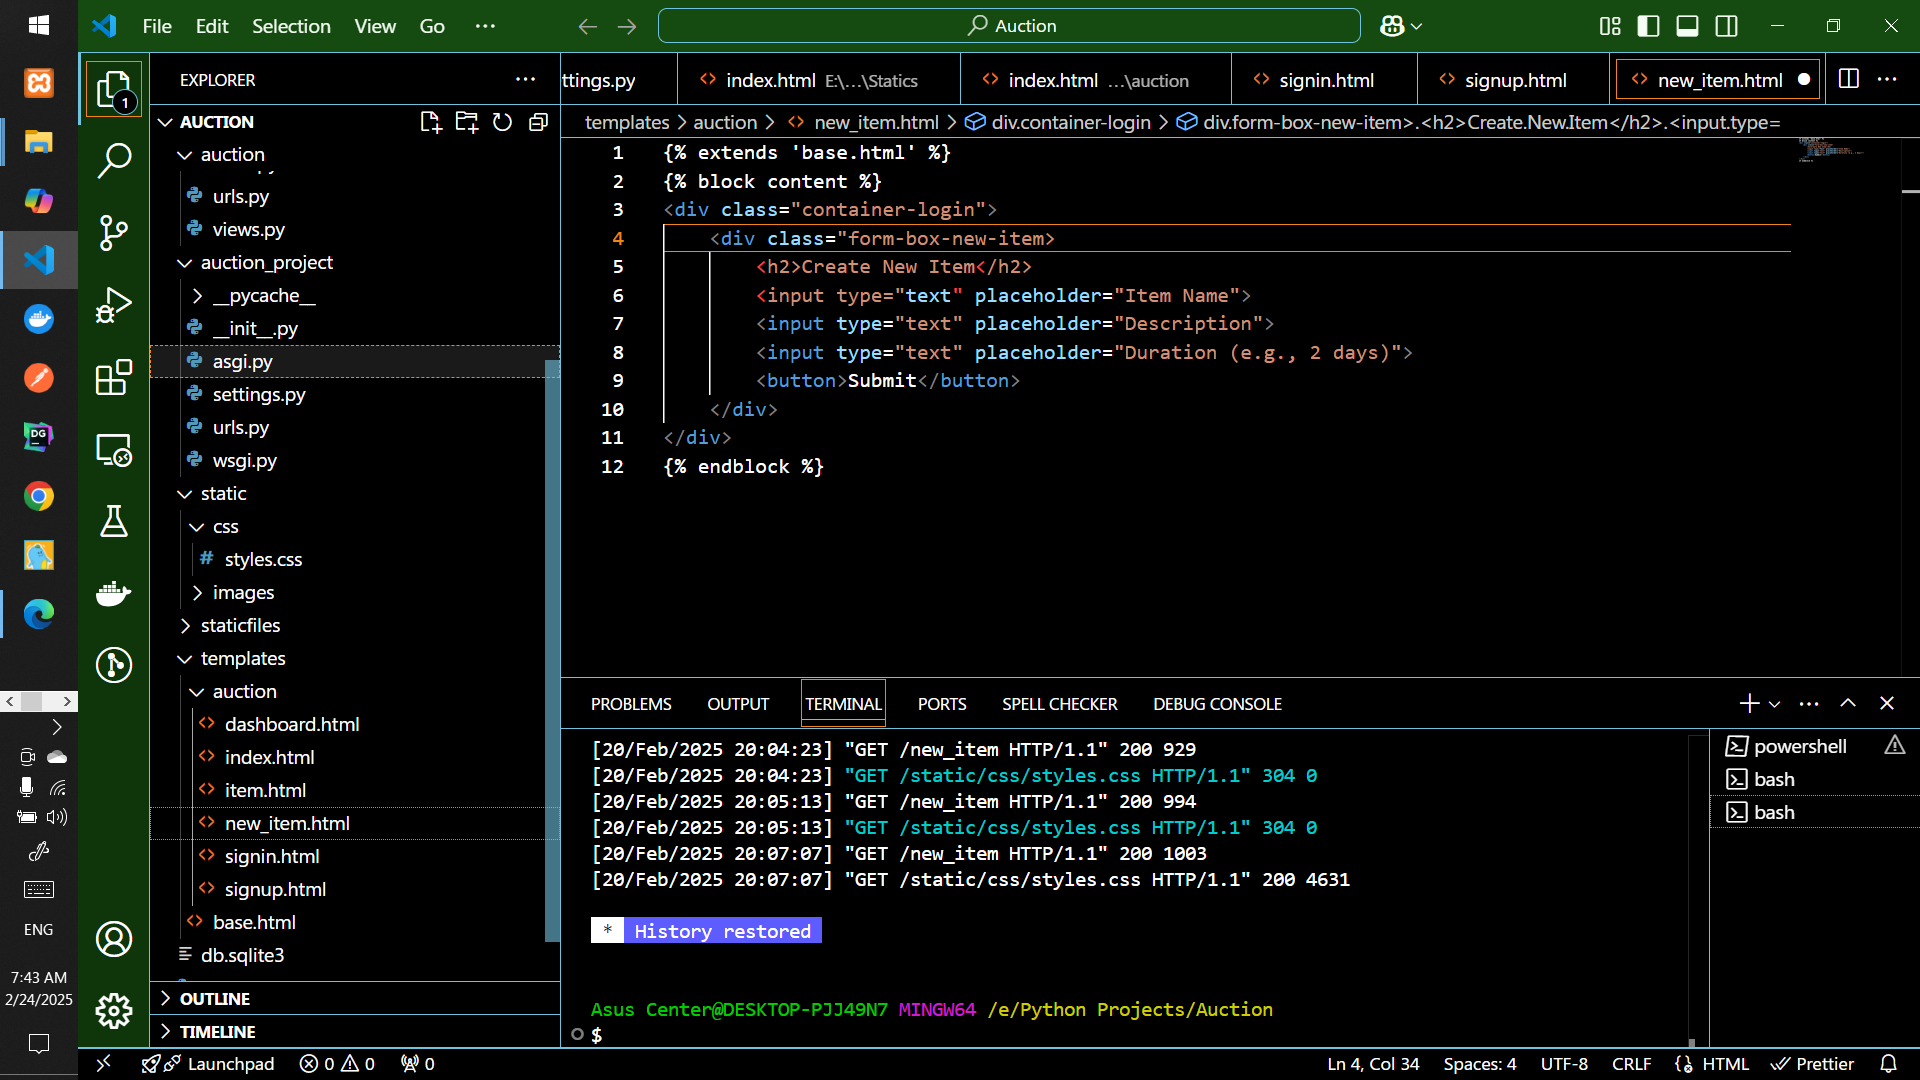 File Edit Selection View Go ···
Auction
EXPLORER
AUCTION
auction
urls.py
views.py
auction_project
__pycache__
__init__.py
asgi.py
settings.py
urls.py
wsgi.py
static
css
styles.css
images
staticfiles
templates
auction
dashboard.html
index.html
item.html
new_item.html
signin.html
signup.html
base.html
db.sqlite3
OUTLINE
TIMELINE
ttings.py index.html E:\...\Statics index.html ...\auction signin.html signup.html new_item.html
templates > auction > new_item.html > div.container-login > div.form-box-new-item>.<h2>Create.New.Item</h2>.<input.type=
1 {% extends 'base.html' %}
2 {% block content %}
3 <div class="container-login">
4 <div class="form-box-new-item>
5 <h2>Create New Item</h2>
6 <input type="text" placeholder="Item Name">
7 <input type="text" placeholder="Description">
8 <input type="text" placeholder="Duration (e.g., 2 days)">
9 <button>Submit</button>
10 </div>
11 </div>
12 {% endblock %}
PROBLEMS OUTPUT TERMINAL PORTS SPELL CHECKER DEBUG CONSOLE
[20/Feb/2025 20:04:23] "GET /new_item HTTP/1.1" 200 929
[20/Feb/2025 20:04:23] "GET /static/css/styles.css HTTP/1.1" 304 0
[20/Feb/2025 20:05:13] "GET /new_item HTTP/1.1" 200 994
[20/Feb/2025 20:05:13] "GET /static/css/styles.css HTTP/1.1" 304 0
[20/Feb/2025 20:07:07] "GET /new_item HTTP/1.1" 200 1003
[20/Feb/2025 20:07:07] "GET /static/css/styles.css HTTP/1.1" 200 4631
* History restored
Asus Center@DESKTOP-PJJ49N7 MINGW64 /e/Python Projects/Auction
$
powershell
bash
bash
1
DG
ENG
7:43 AM
2/24/2025
Launchpad 0 0 0
Ln 4, Col 34 Spaces: 4 UTF-8 CRLF {} HTML Prettier